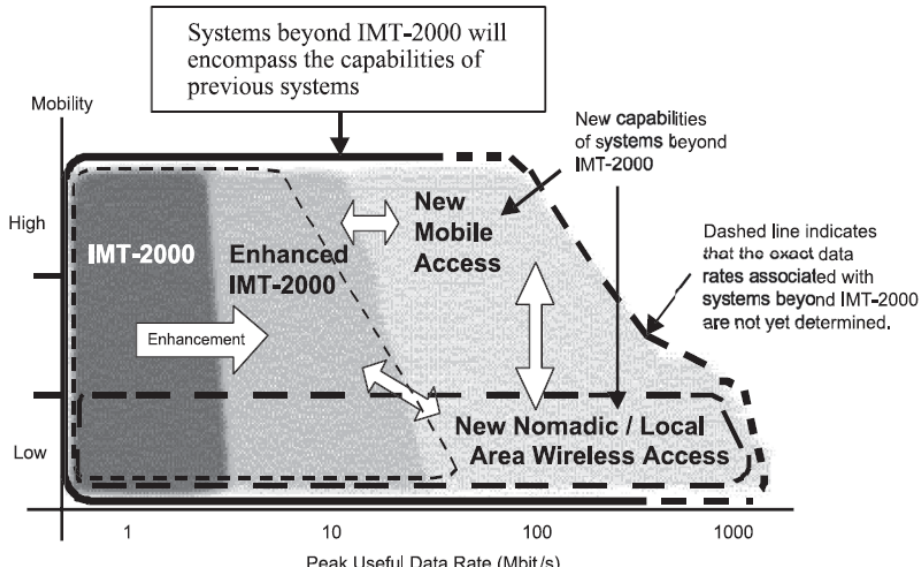 Systems beyond IMT-2000 will
encompass the capabilities of
previous systems
Mobility
New capabilities
of systems beyond
IMT-2000
High
New
Mobile
Access
Dashed line indicates
that the exact data
rates associated with
systems beyond IMT-2000
are not yet determined.
IMT-2000
Enhanced
IMT-2000
Enhancement
Low
New Nomadic / Local
Area Wireless Access
1
10
100
1000
Peak Useful Data Rate (Mbit/s)